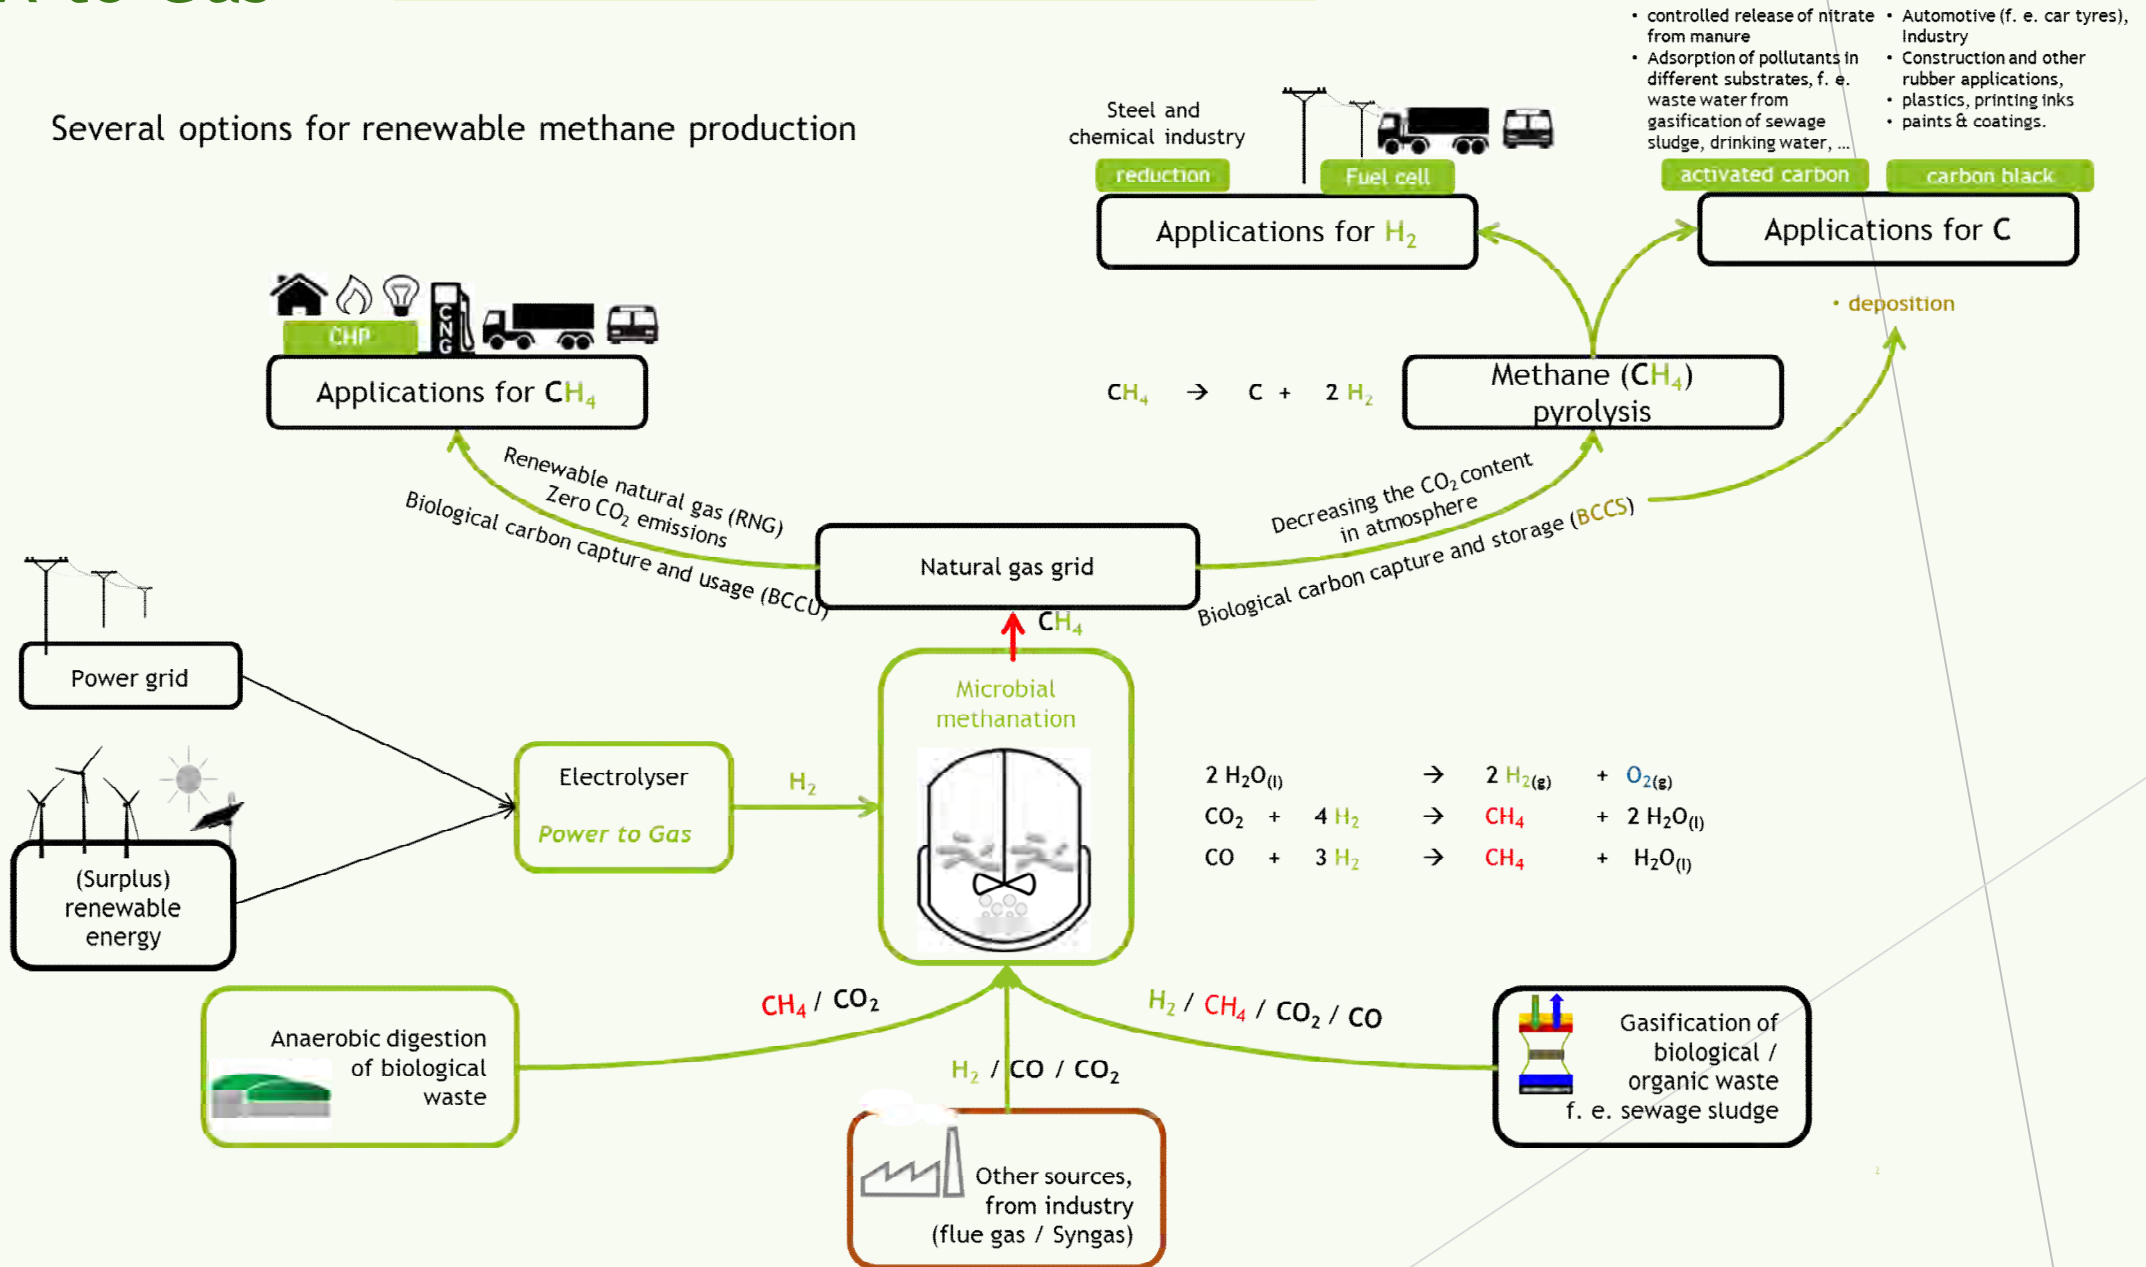 to Gas
Several options for renewable methane production
Steel and
chemical industry
reduction
Fuel cell
Applications for H₂
• controlled release of nitrate
from manure
• Adsorption of pollutants in
different substrates, f. e.
waste water from
gasification of sewage
sludge, drinking water, ...
• Automotive (f. e. car tyres),
Industry
• Construction and other
rubber applications,
• plastics, printing inks
• paints & coatings.
activated carbon
carbon black
Applications for C
• deposition
CHP
CNG
Applications for CH₄
CH₄ → C + 2 H₂
Methane (CH₄)
pyrolysis
Renewable natural gas (RNG)
Zero CO₂ emissions
Biological carbon capture and usage (BCCU)
Decreasing the CO₂ content
in atmosphere
Biological carbon capture and storage (BCCS)
Natural gas grid
CH₄
Power grid
Microbial
methanation
(Surplus)
renewable
energy
Electrolyser
Power to Gas
H₂
2 H₂O(l) → 2 H₂(g) + O₂(g)
CO₂ + 4 H₂ → CH₄ + 2 H₂O(l)
CO + 3 H₂ → CH₄ + H₂O(l)
CH₄ / CO₂
H₂ / CH₄ / CO₂ / CO
H₂ / CO / CO₂
Anaerobic digestion
of biological
waste
Gasification of
biological /
organic waste
f. e. sewage sludge
Other sources,
from industry
(flue gas / Syngas)
2